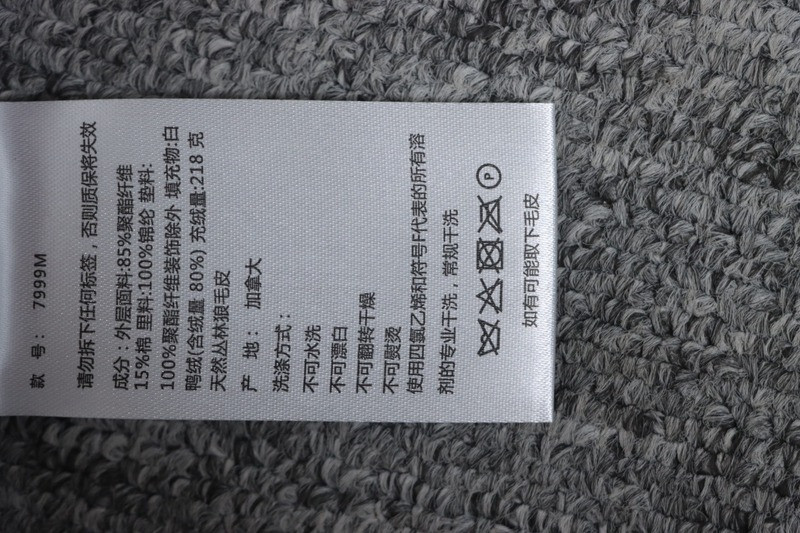 款 号： 7999M
请勿拆下任何标签，否则质保将失效
成分：外层面料:85%聚酯纤维
15%棉 里料:100%锦纶 垫料:
100%聚酯纤维装饰除外 填充物:白
鸭绒(含绒量 80%) 充绒量:218 克
天然丛林狼毛皮
产 地： 加拿大
洗涤方式：
不可水洗
不可漂白
不可翻转干燥
不可熨烫
使用四氯乙烯和符号F代表的所有溶
剂的专业干洗，常规干洗
P
如有可能取下毛皮